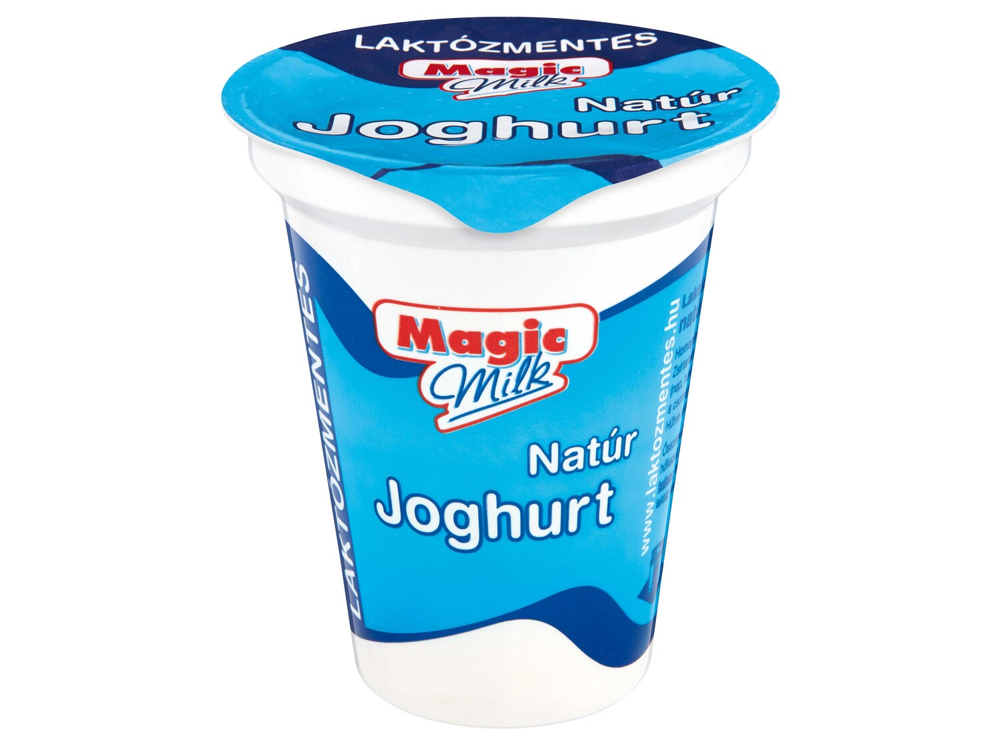 LAKTÓZMENTES
Magic
Milk
Natúr
Joghurt
LAKTÓZMENTES
Magic
Milk
Natúr
Joghurt
www.laktozmentes.hu